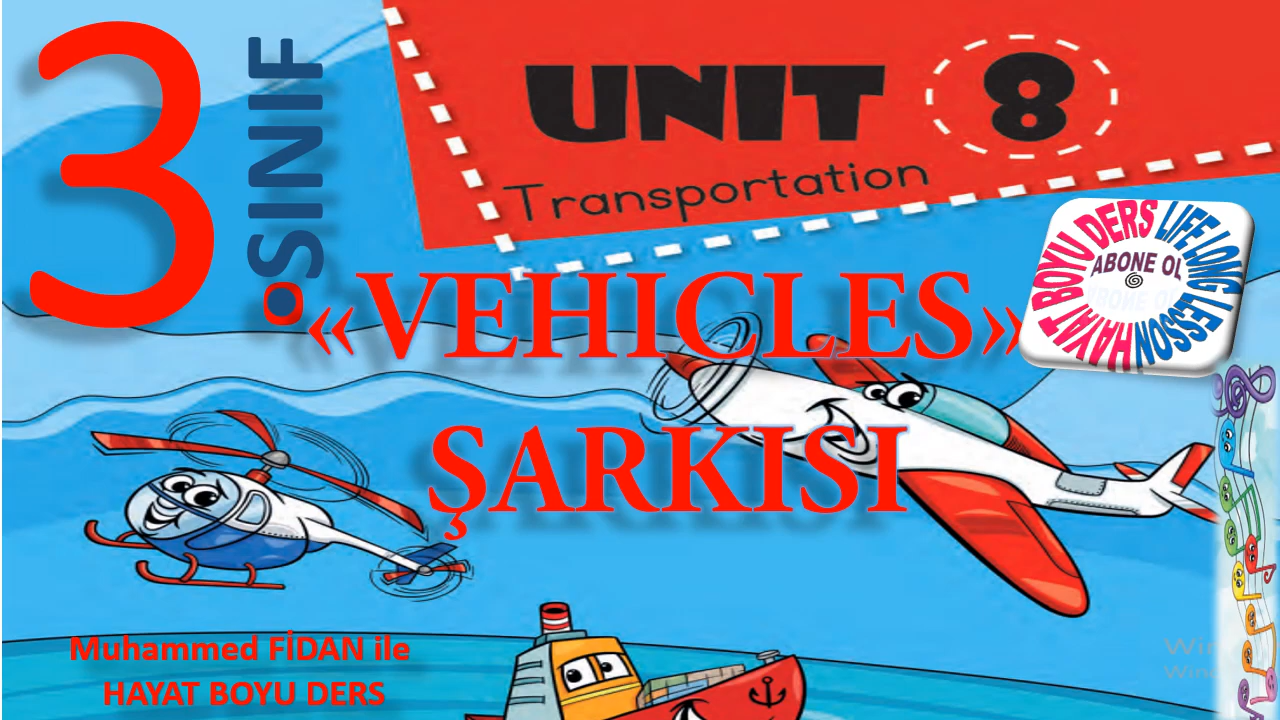 3
.SINIF
UNIT 8
Transportation
HAYAT BOYU DERS LIFE LONG LESSON
ABONE OL
«VEHICLES»
ŞARKISI
Muhammed FİDAN ile
HAYAT BOYU DERS